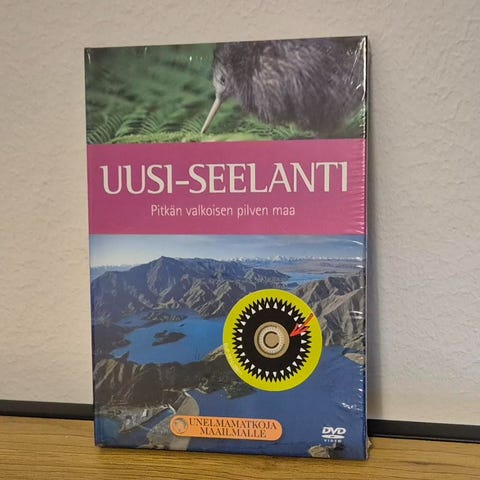 UUSI-SEELANTI
Pitkän valkoisen pilven maa
UNELMAMATKOJA
MAAILMALLE
DVD
VIDEO